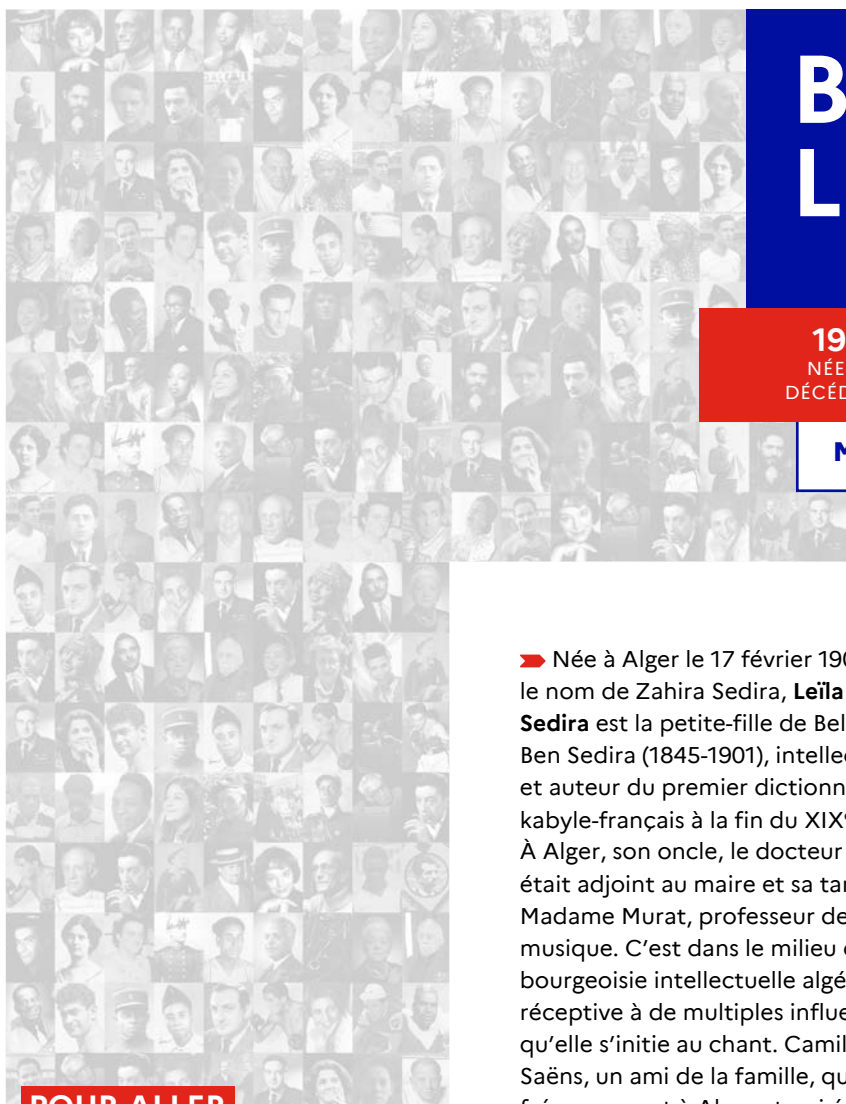 B
L
19
NÉE
DÉCÉD
M
Née à Alger le 17 février 190
le nom de Zahira Sedira, Leïla
Sedira est la petite-fille de Bel
Ben Sedira (1845-1901), intellec
et auteur du premier dictionn
kabyle-français à la fin du XIXᵉ
À Alger, son oncle, le docteur
était adjoint au maire et sa tan
Madame Murat, professeur de
musique. C’est dans le milieu d
bourgeoisie intellectuelle algé
réceptive à de multiples influe
qu’elle s’initie au chant. Camil
Saëns, un ami de la famille, qu
POUR ALLER